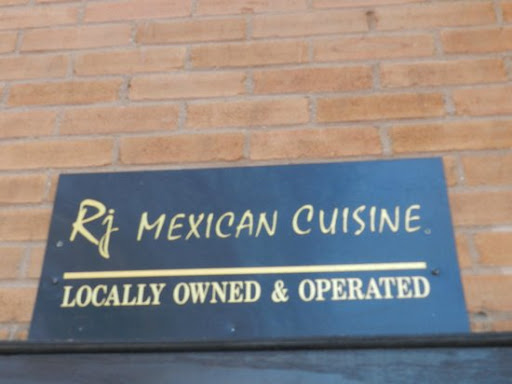 Rj MEXICAN CUISINE
LOCALLY OWNED & OPERATED